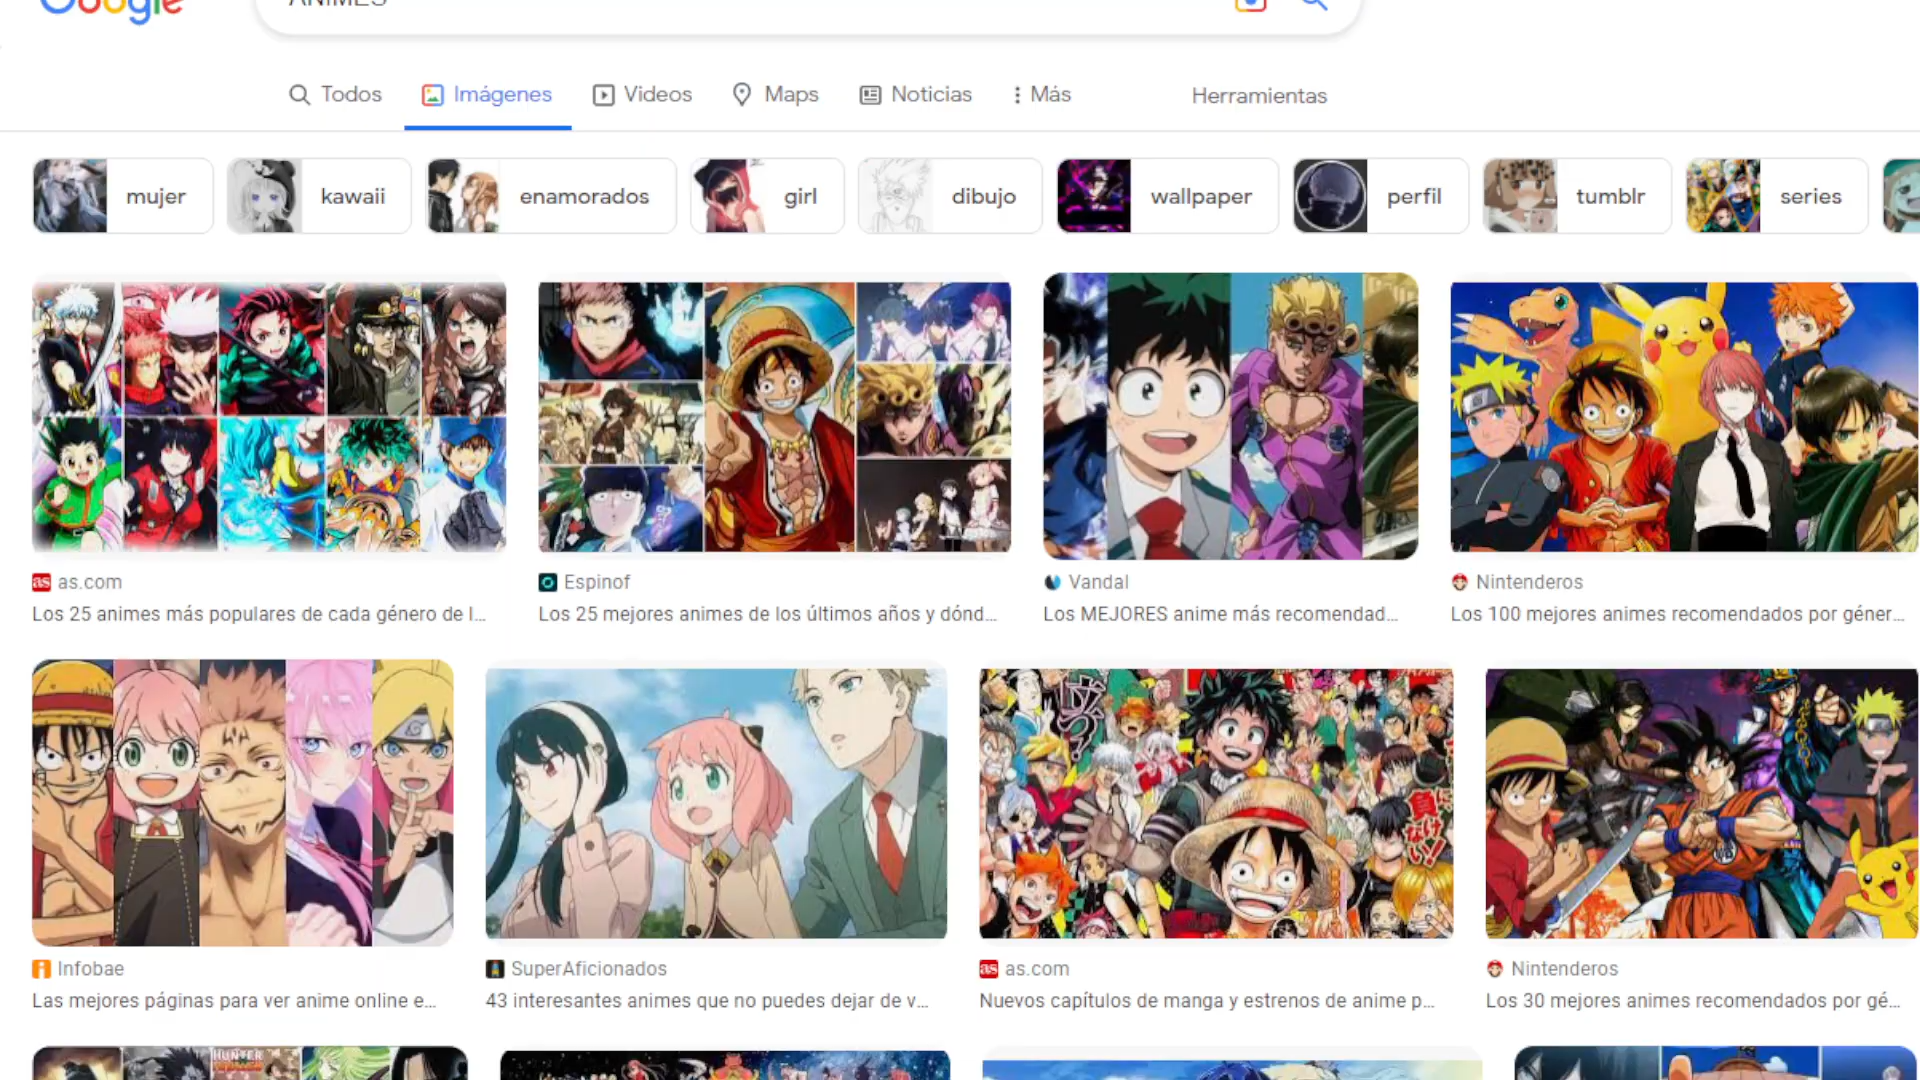 Google
ANIMES
Todos Imágenes Videos Maps Noticias Más Herramientas
mujer kawaii enamorados girl dibujo wallpaper perfil tumblr series
as.com
Los 25 animes más populares de cada género de l...
Espinof
Los 25 mejores animes de los últimos años y dónd...
Vandal
Los MEJORES anime más recomendad...
Nintenderos
Los 100 mejores animes recomendados por géner...
Infobae
Las mejores páginas para ver anime online e...
SuperAficionados
43 interesantes animes que no puedes dejar de v...
as.com
Nuevos capítulos de manga y estrenos de anime p...
Nintenderos
Los 30 mejores animes recomendados por gé...
HUNTER